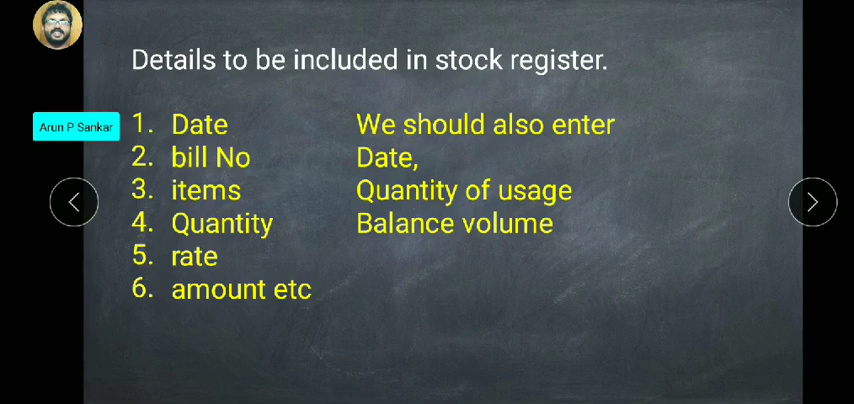 Details to be included in stock register.
Arun P Sankar
1. Date
2. bill No
3. items
4. Quantity
5. rate
6. amount etc
We should also enter
Date,
Quantity of usage
Balance volume